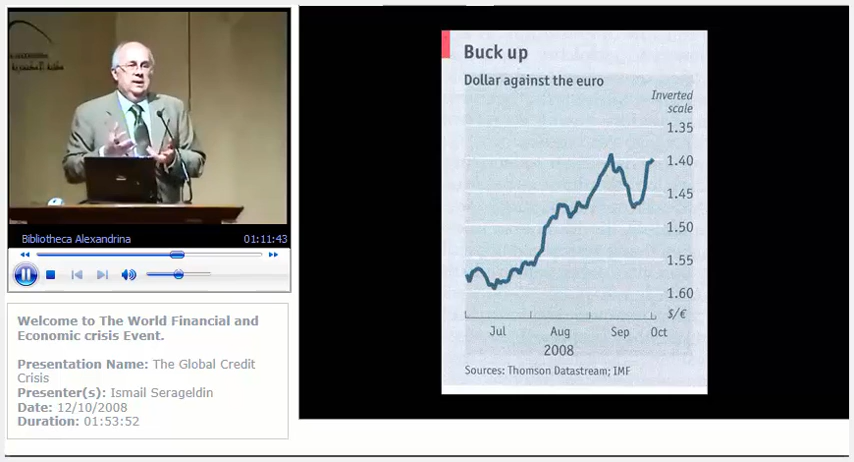 Bibliotheca Alexandrina 01:11:43
Welcome to The World Financial and
Economic crisis Event.
Presentation Name: The Global Credit
Crisis
Presenter(s): Ismail Serageldin
Date: 12/10/2008
Duration: 01:53:52
Buck up
Dollar against the euro
Inverted
scale
1.35
1.40
1.45
1.50
1.55
1.60
$/€
Jul Aug Sep Oct
2008
Sources: Thomson Datastream; IMF